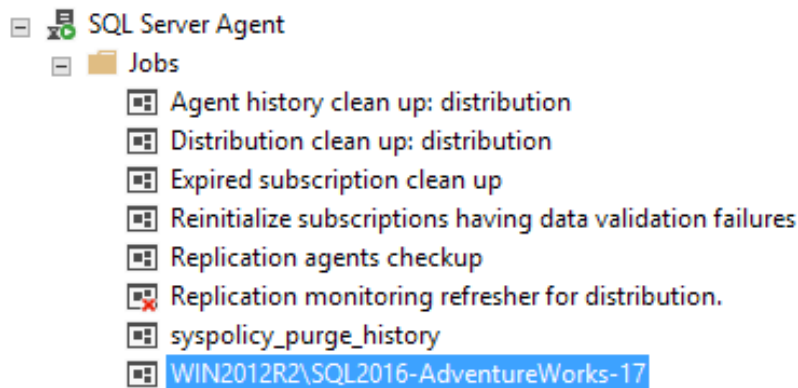 SQL Server Agent
Jobs
Agent history clean up: distribution
Distribution clean up: distribution
Expired subscription clean up
Reinitialize subscriptions having data validation failures
Replication agents checkup
Replication monitoring refresher for distribution.
syspolicy_purge_history
WIN2012R2\SQL2016-AdventureWorks-17